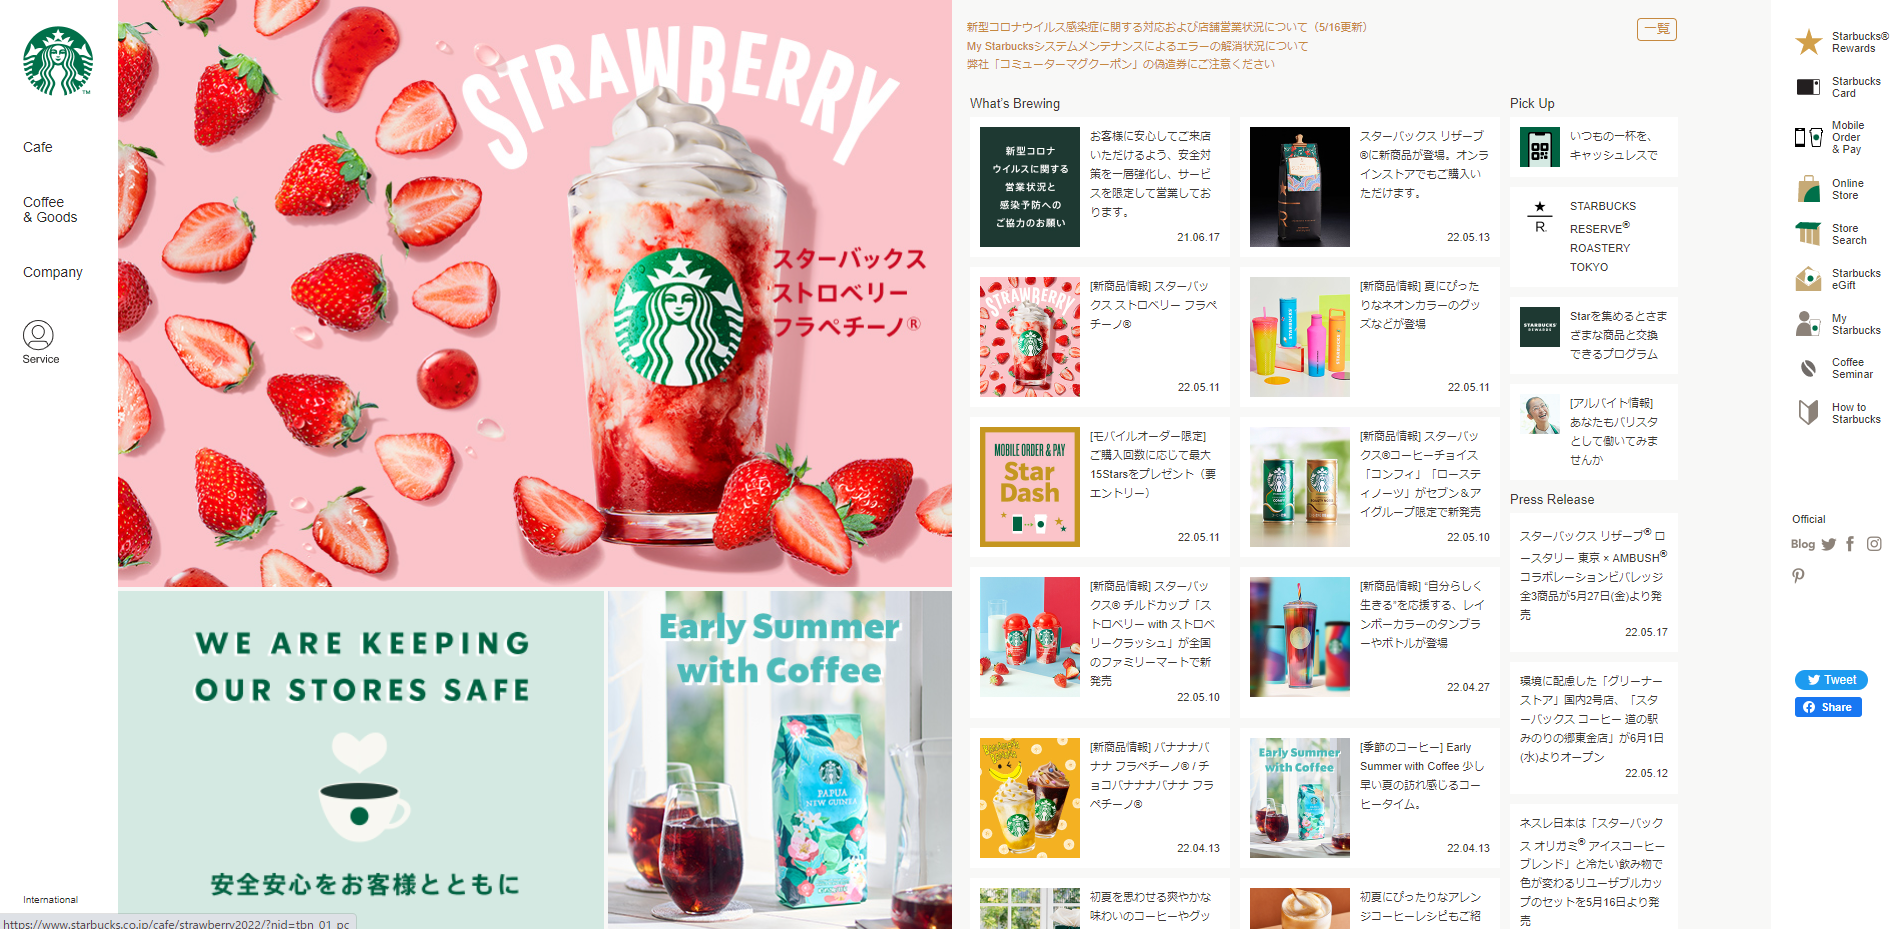 Cafe
Coffee
& Goods
Company
Service
International
https://www.starbucks.co.jp/cafe/strawberry2022/?nid=tbn_01_pc
STRAWBERRY
スターバックス
ストロベリー
フラペチーノ®
WE ARE KEEPING
OUR STORES SAFE
安全安心をお客様とともに
Early Summer
with Coffee
PAPUA
NEW GUINEA
新型コロナウイルス感染症に関する対応および店舗営業状況について（5/16更新）
My Starbucksシステムメンテナンスによるエラーの解消状況について
弊社「コミューターマグクーポン」の偽造券にご注意ください
一覧
What's Brewing
新型コロナ
ウイルスに関する
営業状況と
感染予防への
ご協力のお願い
お客様に安心してご来店
いただけるよう、安全対
策を一層強化し、サービ
スを限定して営業してお
ります。
21.06.17
スターバックス リザーブ
®に新商品が登場。オンラ
インストアでもご購入い
ただけます。
22.05.13
STRAWBERRY
[新商品情報] スターバッ
クス ストロベリー フラペ
チーノ®
22.05.11
[新商品情報] 夏にぴった
りなネオンカラーのグッ
ズなどが登場
22.05.11
MOBILE ORDER & PAY
Star
Dash
[モバイルオーダー限定]
ご購入回数に応じて最大
15Starsをプレゼント（要
エントリー）
22.05.11
[新商品情報] スターバッ
クス®コーヒーチョイス
「コンフィ」「ロースティ
ティノーツ」がセブン＆ア
イグループ限定で新発売
22.05.10
[新商品情報] スターバッ
クス® チルドカップ「ス
トロベリー with ストロベ
リークラッシュ」が全国
のファミリーマートで新
発売
22.05.10
[新商品情報] “自分らしく
生きる”を応援する、レイ
ンボーカラーのタンブラ
ーやボトルが登場
22.04.27
[新商品情報] バナナナバ
ナナ フラペチーノ® / チ
ョコバナナナバナナ フラ
ペチーノ®
22.04.13
Early Summer
with Coffee
[季節のコーヒー] Early
Summer with Coffee 少し
早い夏の訪れ感じるコー
ヒータイム。
22.04.13
初夏を思わせる爽やかな
味わいのコーヒーやグッ
初夏にぴったりなアレン
ジコーヒーレシピもご紹
Pick Up
いつもの一杯を、
キャッシュレスで
R.
STARBUCKS
RESERVE®
ROASTERY
TOKYO
STARBUCKS
REWARDS
Starを集めるとさま
ざまな商品と交換
できるプログラム
[アルバイト情報]
あなたもバリスタ
として働いてみま
せんか
Press Release
スターバックス リザーブ® ロ
ースタリー 東京 × AMBUSH®
コラボレーションビバレッジ
全3商品が5月27日(金)より発
売
22.05.17
環境に配慮した「グリーナー
ストア」国内2号店、「スタ
ーバックス コーヒー 道の駅
みのりの郷東金店」が6月1日
(水)よりオープン
22.05.12
ネスレ日本は「スターバック
ス オリガミ® アイスコーヒー
ブレンド」と冷たい飲み物で
色が変わるリユーザブルカッ
プのセットを5月16日より発
売
Starbucks®
Rewards
Starbucks
Card
Mobile
Order
& Pay
Online
Store
Store
Search
Starbucks
eGift
My
Starbucks
Coffee
Seminar
How to
Starbucks
Official
Blog
Tweet
Share